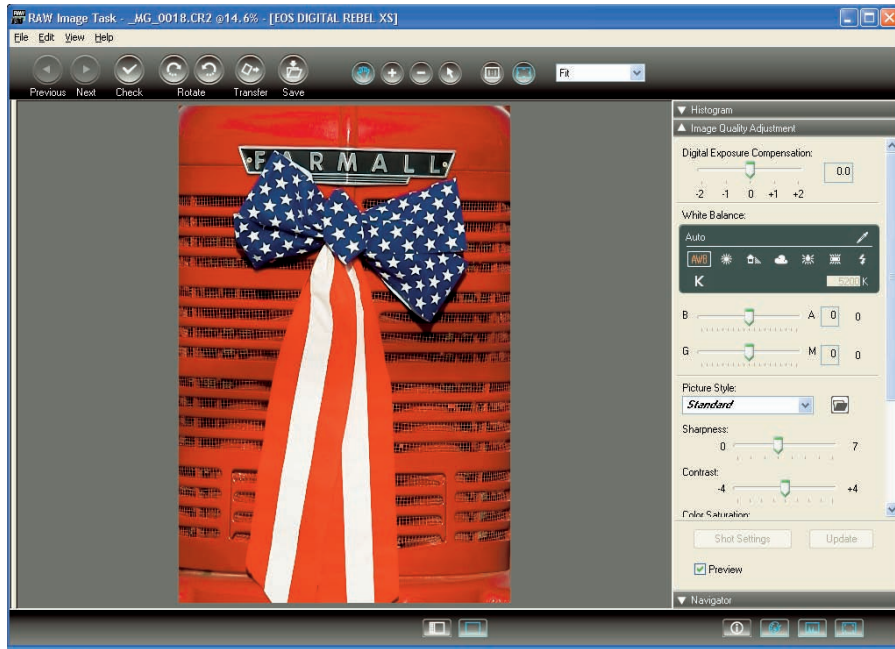 RAW Image Task - _MG_0018.CR2 @14.6% - [EOS DIGITAL REBEL XS]
File Edit View Help
Previous Next Check Rotate Transfer Save
Fit
FARMALL
Histogram
Image Quality Adjustment
Digital Exposure Compensation:
0.0
-2 -1 0 +1 +2
White Balance:
Auto
AWB
K 5200 K
B A 0 0
G M 0 0
Picture Style:
Standard
Sharpness:
0 7
Contrast:
-4 +4
Color Saturation:
Shot Settings Update
Preview
Navigator